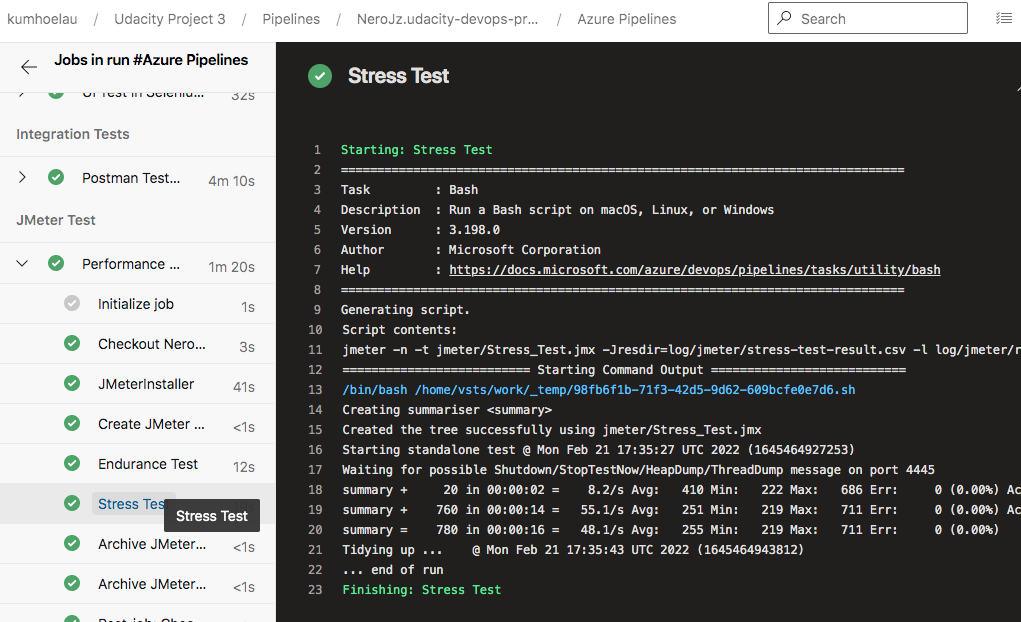 kumhoelau / Udacity Project 3 / Pipelines / NeroJz.udacity-devops-pr... / Azure Pipelines
Search
Jobs in run #Azure Pipelines
UI Test in Seleniu... 32s
Integration Tests
Postman Test... 4m 10s
JMeter Test
Performance ... 1m 20s
Initialize job 1s
Checkout Nero... 3s
JMeterInstaller 41s
Create JMeter ... <1s
Endurance Test 12s
Stress Tes
Stress Test
Archive JMeter... <1s
Archive JMeter... <1s
Stress Test
1 Starting: Stress Test
2 ==============================================================================
3 Task         : Bash
4 Description  : Run a Bash script on macOS, Linux, or Windows
5 Version      : 3.198.0
6 Author       : Microsoft Corporation
7 Help         : https://docs.microsoft.com/azure/devops/pipelines/tasks/utility/bash
8 ==============================================================================
9 Generating script.
10 Script contents:
11 jmeter -n -t jmeter/Stress_Test.jmx -Jresdir=log/jmeter/stress-test-result.csv -l log/jmeter/r
12 ========================== Starting Command Output ===========================
13 /bin/bash /home/vsts/work/_temp/98fb6f1b-71f3-42d5-9d62-609bcfe0e7d6.sh
14 Creating summariser <summary>
15 Created the tree successfully using jmeter/Stress_Test.jmx
16 Starting standalone test @ Mon Feb 21 17:35:27 UTC 2022 (1645464927253)
17 Waiting for possible Shutdown/StopTestNow/HeapDump/ThreadDump message on port 4445
18 summary +     20 in 00:00:02 =    8.2/s Avg:   410 Min:   222 Max:   686 Err:     0 (0.00%) Ac
19 summary +    760 in 00:00:14 =   55.1/s Avg:   251 Min:   219 Max:   711 Err:     0 (0.00%) Ac
20 summary =    780 in 00:00:16 =   48.1/s Avg:   255 Min:   219 Max:   711 Err:     0 (0.00%)
21 Tidying up ...    @ Mon Feb 21 17:35:43 UTC 2022 (1645464943812)
22 ... end of run
23 Finishing: Stress Test